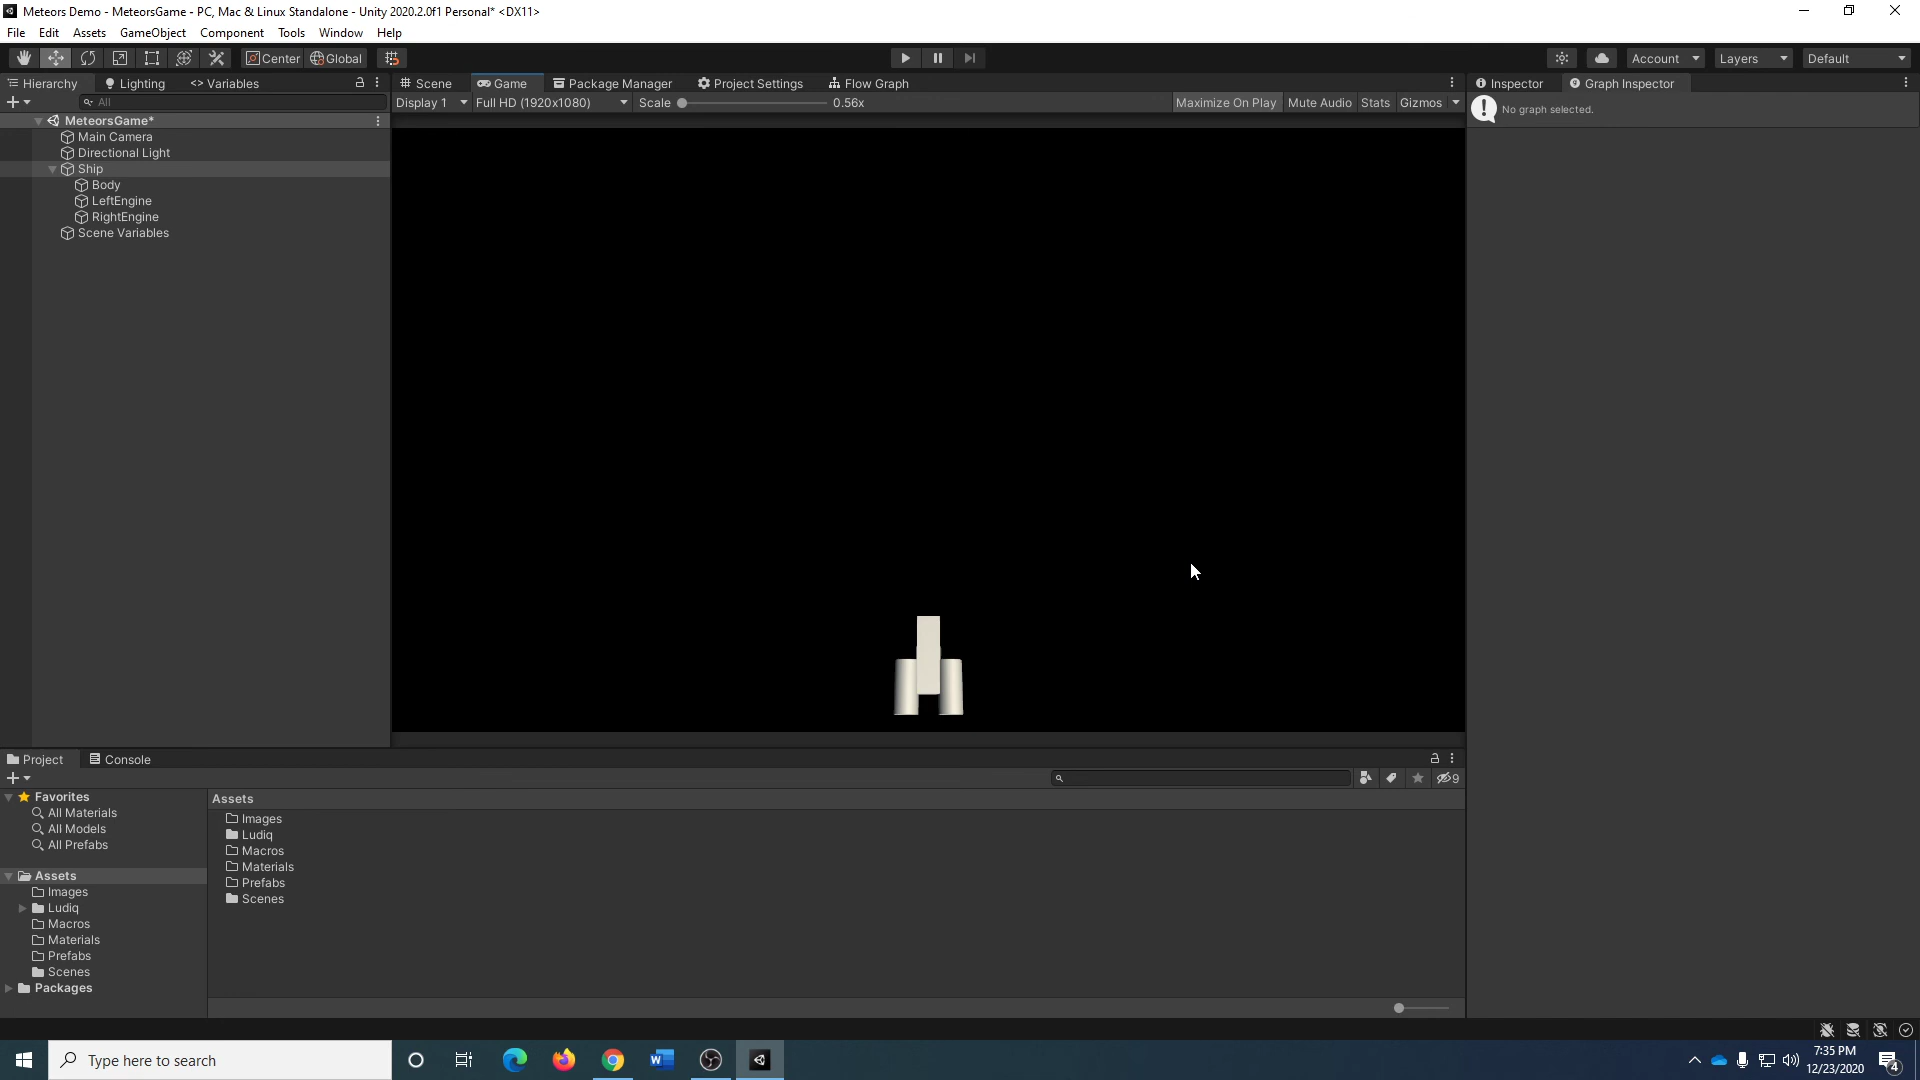 Meteors Demo - MeteorsGame - PC, Mac & Linux Standalone - Unity 2020.2.0f1 Personal* <DX11>
File Edit Assets GameObject Component Tools Window Help
Center Global Account Layers Default
Hierarchy Lighting Variables Scene Game Package Manager Project Settings Flow Graph Inspector Graph Inspector
All Display 1 Full HD (1920x1080) Scale 0.56x Maximize On Play Mute Audio Stats Gizmos No graph selected.
MeteorsGame*
Main Camera
Directional Light
Ship
Body
LeftEngine
RightEngine
Scene Variables
Project Console
9
Favorites
All Materials
All Models
All Prefabs
Assets
Images
Ludiq
Macros
Materials
Prefabs
Scenes
Packages
Assets
Images
Ludiq
Macros
Materials
Prefabs
Scenes
Type here to search
7:35 PM
12/23/2020
4